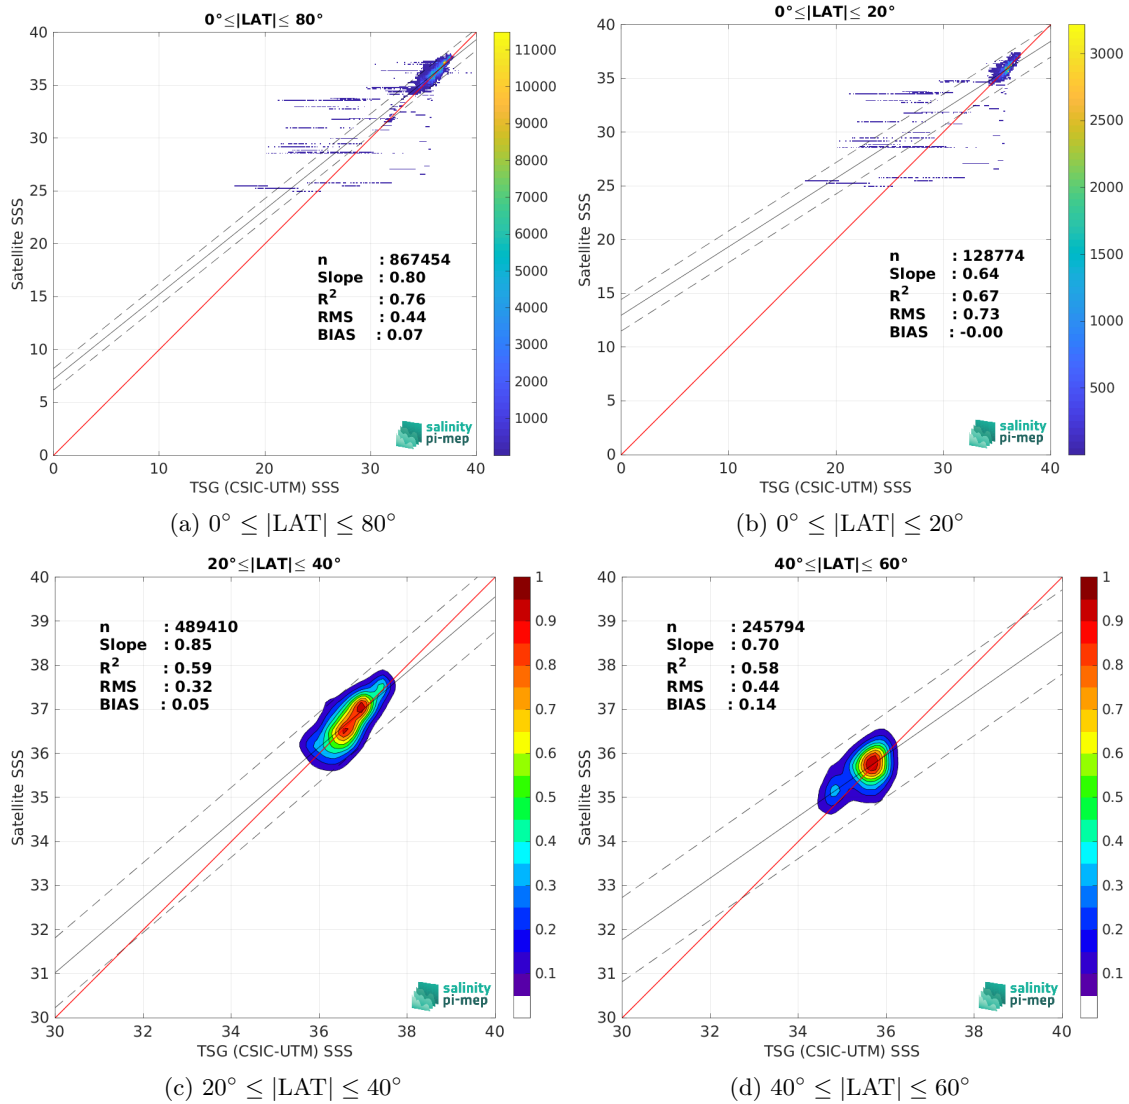 0°≤|LAT|≤ 80°
40
35
30
25
20
15
10
5
0
0
10
20
30
40
Satellite SSS
TSG (CSIC-UTM) SSS
n : 867454
Slope : 0.80
R2 : 0.76
RMS : 0.44
BIAS : 0.07
salinity
pi-mep
11000
10000
9000
8000
7000
6000
5000
4000
3000
2000
1000
(a) 0° ≤ |LAT| ≤ 80°
0°≤|LAT|≤ 20°
40
35
30
25
20
15
10
5
0
0
10
20
30
40
Satellite SSS
TSG (CSIC-UTM) SSS
n : 128774
Slope : 0.64
R2 : 0.67
RMS : 0.73
BIAS : -0.00
salinity
pi-mep
3000
2500
2000
1500
1000
500
(b) 0° ≤ |LAT| ≤ 20°
20°≤|LAT|≤ 40°
40
39
38
37
36
35
34
33
32
31
30
30
32
34
36
38
40
Satellite SSS
TSG (CSIC-UTM) SSS
n : 489410
Slope : 0.85
R2 : 0.59
RMS : 0.32
BIAS : 0.05
salinity
pi-mep
1
0.9
0.8
0.7
0.6
0.5
0.4
0.3
0.2
0.1
(c) 20° ≤ |LAT| ≤ 40°
40°≤|LAT|≤ 60°
40
39
38
37
36
35
34
33
32
31
30
30
32
34
36
38
40
Satellite SSS
TSG (CSIC-UTM) SSS
n : 245794
Slope : 0.70
R2 : 0.58
RMS : 0.44
BIAS : 0.14
salinity
pi-mep
1
0.9
0.8
0.7
0.6
0.5
0.4
0.3
0.2
0.1
(d) 40° ≤ |LAT| ≤ 60°